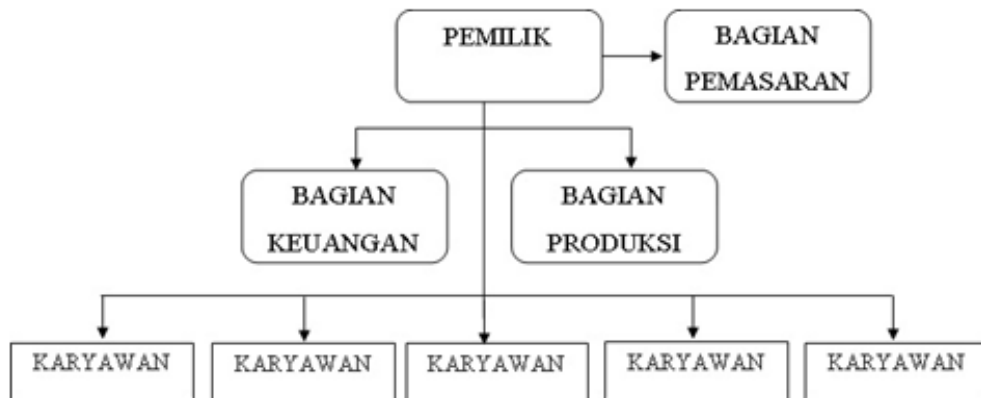 PEMILIK
BAGIAN
PEMASARAN
BAGIAN
KEUANGAN
BAGIAN
PRODUKSI
KARYAWAN
KARYAWAN
KARYAWAN
KARYAWAN
KARYAWAN